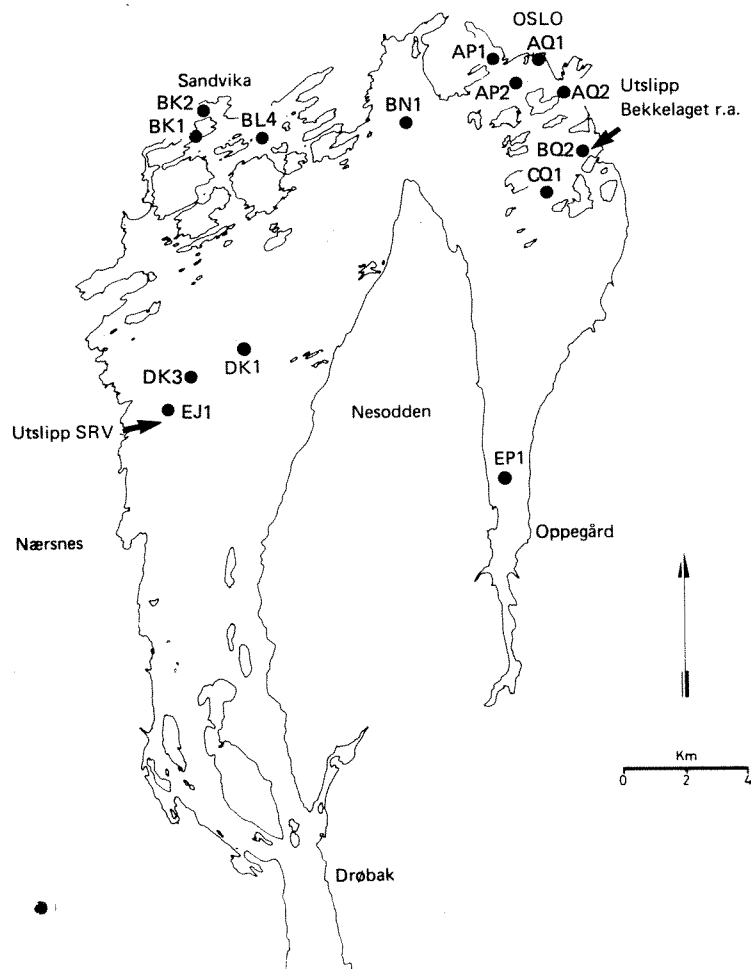 OSLO
AP1
AQ1
Sandvika
AP2
AQ2
Utslipp
Bekkelaget r.a.
BK2
BK1
BL4
BN1
BQ2
CQ1
DK1
DK3
EJ1
Nesodden
Utslipp SRV
EP1
Nærsnes
Oppegård
Km
0 2 4
Drøbak